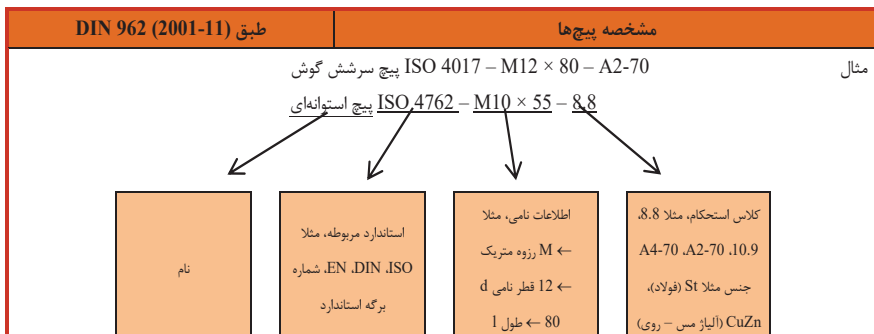 مشخصه پیچ‌ها
طبق DIN 962 (2001-11)
مثال
پیچ سرشش گوش ISO 4017 – M12 × 80 – A2-70
پیچ استوانه‌ای ISO 4762 – M10 × 55 – 8.8
کلاس استحکام، مثلا 8.8،
10.9، A2-70، A4-70
جنس مثلا St (فولاد)،
CuZn (آلیاژ مس – روی)
اطلاعات نامی، مثلا
← M رزوه متریک
← 12 قطر نامی d
80 ← طول l
استاندارد مربوطه، مثلا
ISO، DIN، EN، شماره
برگه استاندارد
نام